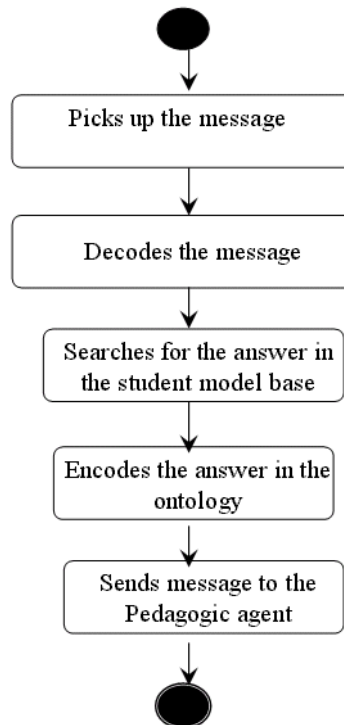 Picks up the message
Decodes the message
Searches for the answer in
the student model base
Encodes the answer in the
ontology
Sends message to the
Pedagogic agent